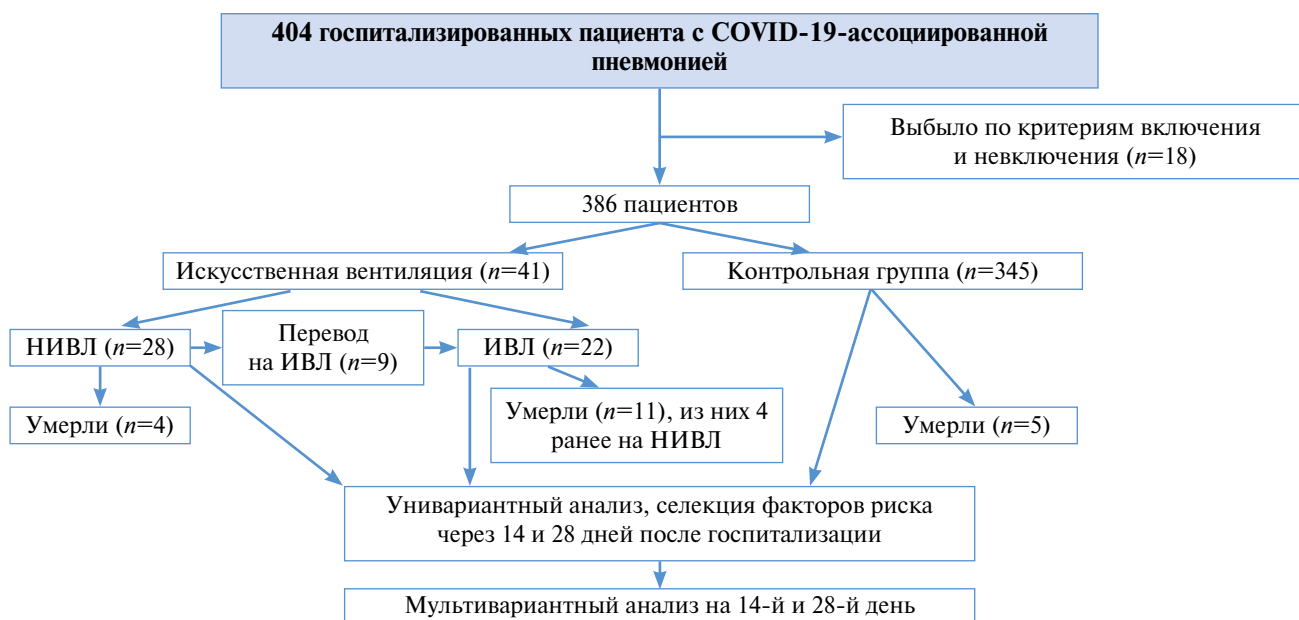 404 госпитализированных пациента с COVID-19-ассоциированной
пневмонией
Выбыло по критериям включения
и невключения (n=18)
386 пациентов
Искусственная вентиляция (n=41)
Контрольная группа (n=345)
НИВЛ (n=28)
Перевод
на ИВЛ (n=9)
ИВЛ (n=22)
Умерли (n=4)
Умерли (n=11), из них 4
ранее на НИВЛ
Умерли (n=5)
Унивариантный анализ, селекция факторов риска
через 14 и 28 дней после госпитализации
Мультивариантный анализ на 14-й и 28-й день